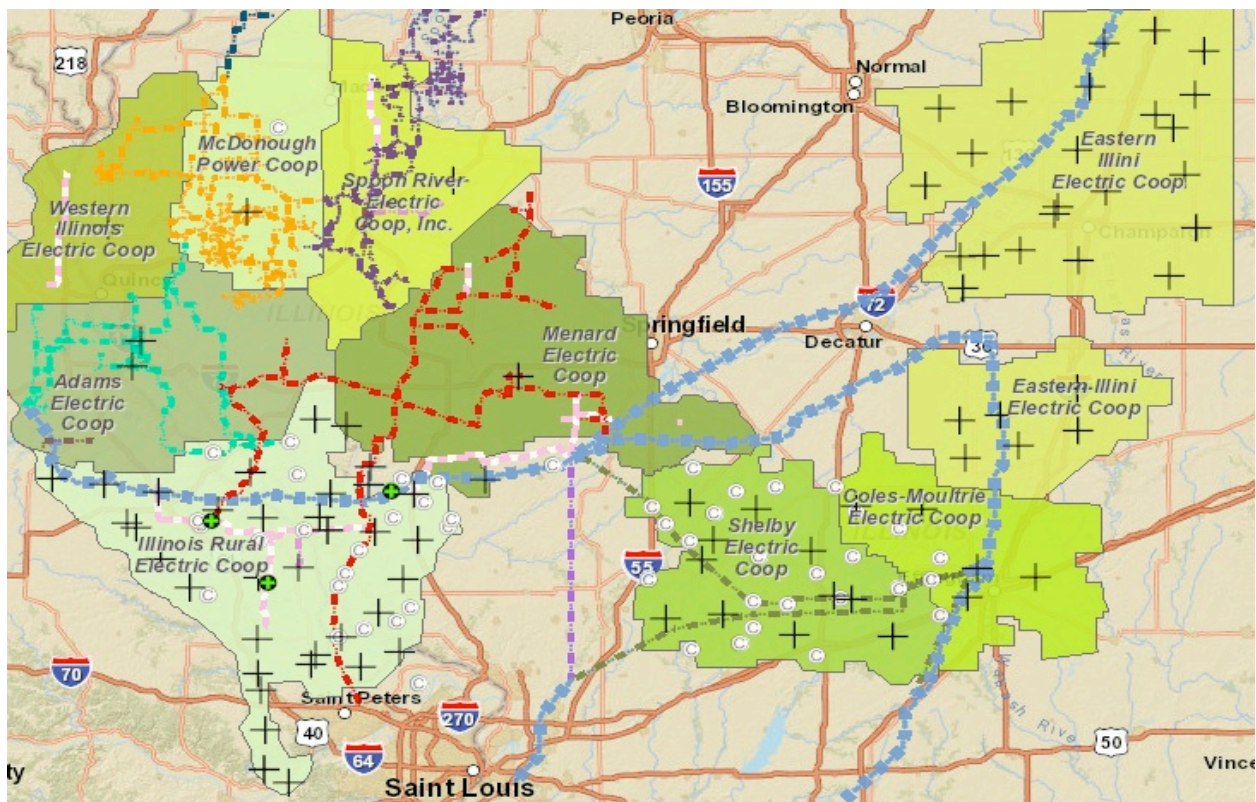 Peoria
218
Normal
Bloomington
McDonough
Power Coop
Eastern
Illini
Electric Coop
Spoon River
Electric
Coop, Inc.
155
Western
Illinois
Electric Coop
Champaign
Quincy
ILLINOIS
72
Springfield
Decatur
36
Menard
Electric
Coop
Adams
Electric
Coop
Eastern-Illini
Electric Coop
Coles-Moultrie
Electric Coop
ILLINOIS
Shelby
Electric
Coop
Illinois Rural
Electric Coop
55
70
Saint Peters
40
270
64
Saint Louis
50
Vince
ty